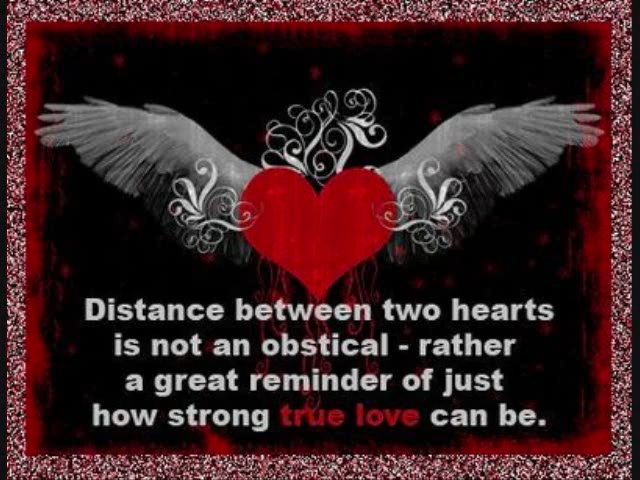 Distance between two hearts
is not an obstical - rather
a great reminder of just
how strong true love can be.